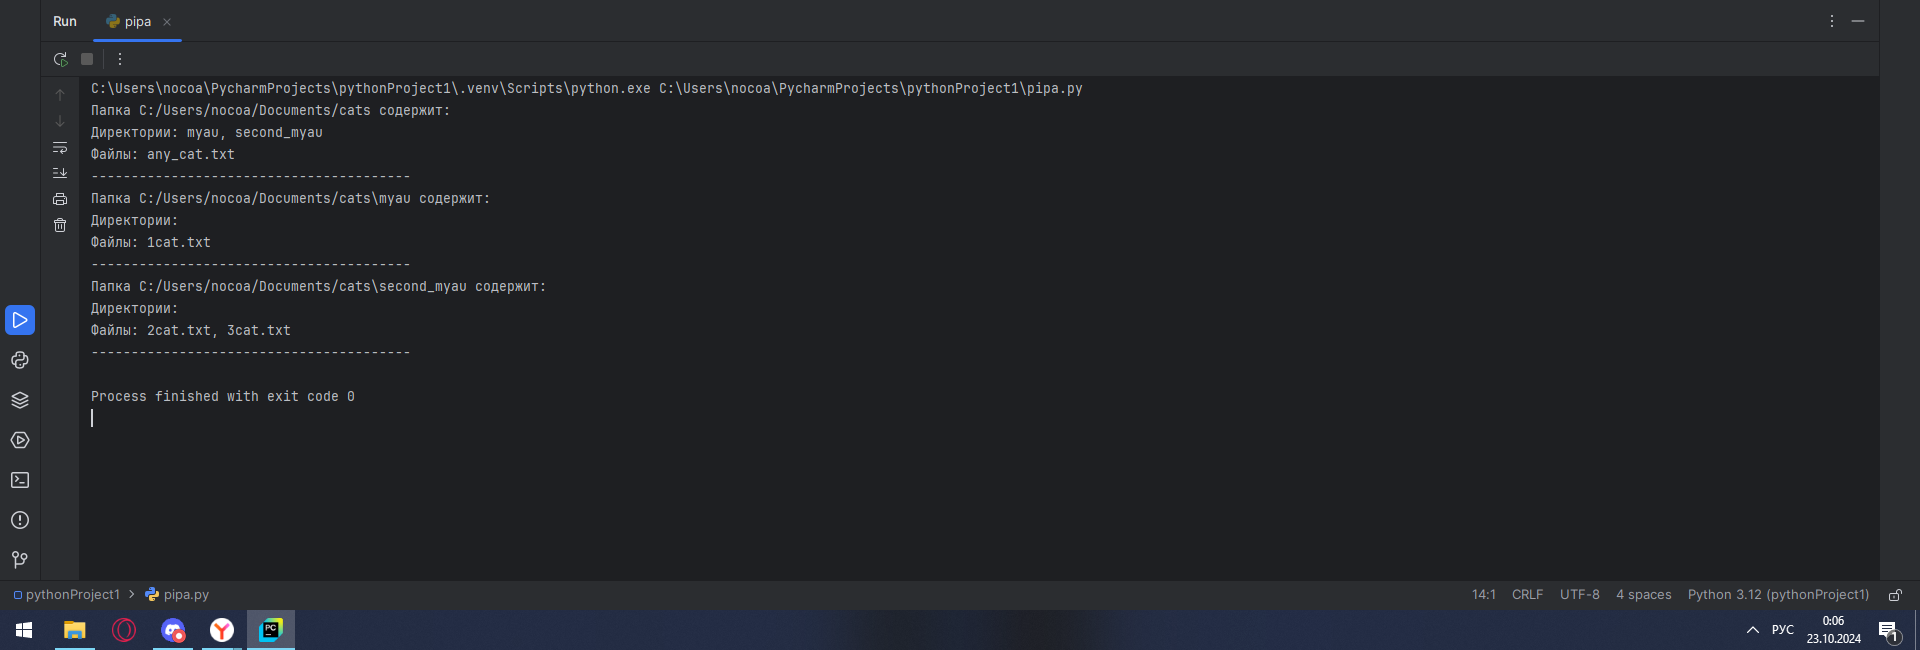 Run pipa
C:\Users\nocoa\PycharmProjects\pythonProject1\.venv\Scripts\python.exe C:\Users\nocoa\PycharmProjects\pythonProject1\pipa.py
Папка C:/Users/nocoa/Documents/cats содержит:
Директории: myau, second_myau
Файлы: any_cat.txt
----------------------------------------
Папка C:/Users/nocoa/Documents/cats\myau содержит:
Директории:
Файлы: 1cat.txt
----------------------------------------
Папка C:/Users/nocoa/Documents/cats\second_myau содержит:
Директории:
Файлы: 2cat.txt, 3cat.txt
----------------------------------------
Process finished with exit code 0
pythonProject1 > pipa.py 14:1 CRLF UTF-8 4 spaces Python 3.12 (pythonProject1)
PC РУС 0:06
23.10.2024 1